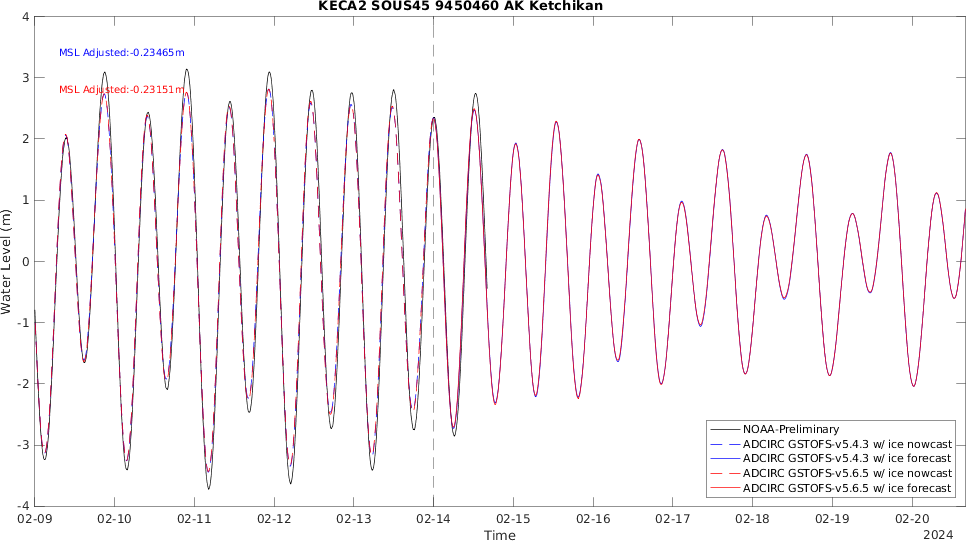 KECA2 SOUS45 9450460 AK Ketchikan
MSL Adjusted:-0.23465m
MSL Adjusted:-0.23151m
Water Level (m)
4
3
2
1
0
-1
-2
-3
-4
NOAA-Preliminary
ADCIRC GSTOFS-v5.4.3 w/ ice nowcast
ADCIRC GSTOFS-v5.4.3 w/ ice forecast
ADCIRC GSTOFS-v5.6.5 w/ ice nowcast
ADCIRC GSTOFS-v5.6.5 w/ ice forecast
02-09 02-10 02-11 02-12 02-13 02-14 02-15 02-16 02-17 02-18 02-19 02-20
Time
2024